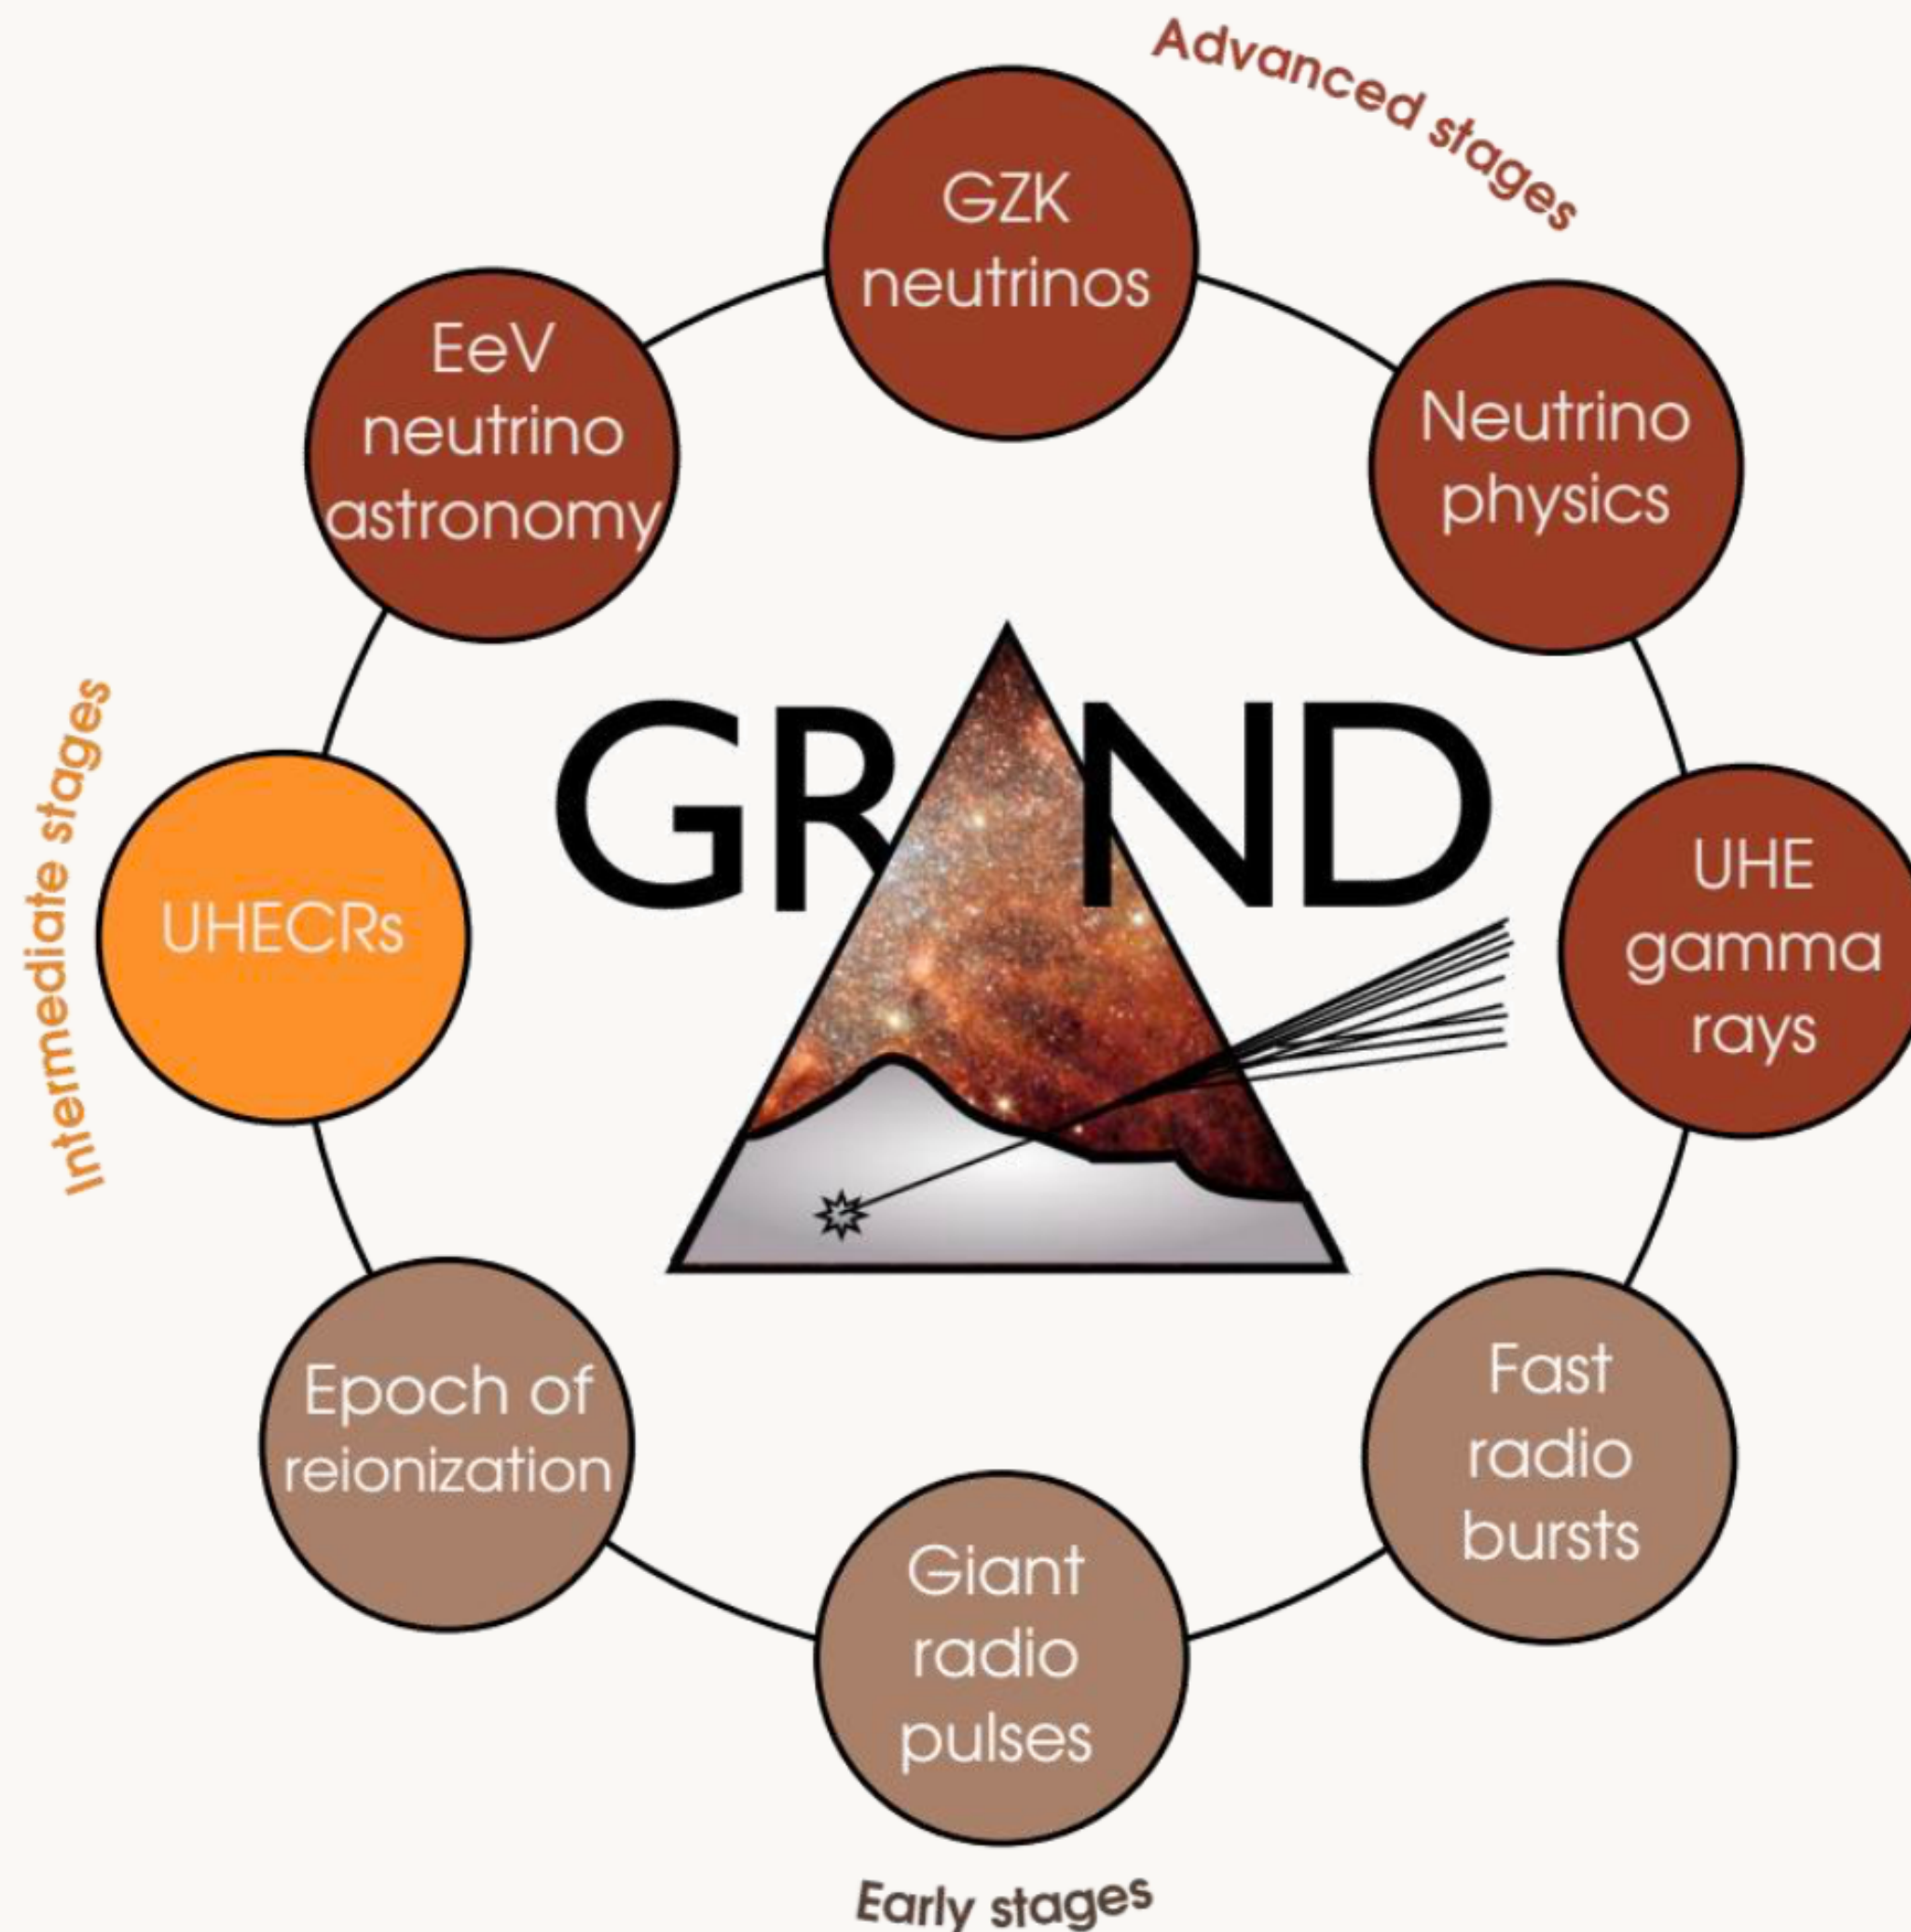 Advanced stages
GZK
neutrinos
EeV
neutrino
astronomy
Neutrino
physics
GRAND
Intermediate stages
UHECRs
UHE
gamma
rays
Epoch of
reionization
Fast
radio
bursts
Giant
radio
pulses
Early stages